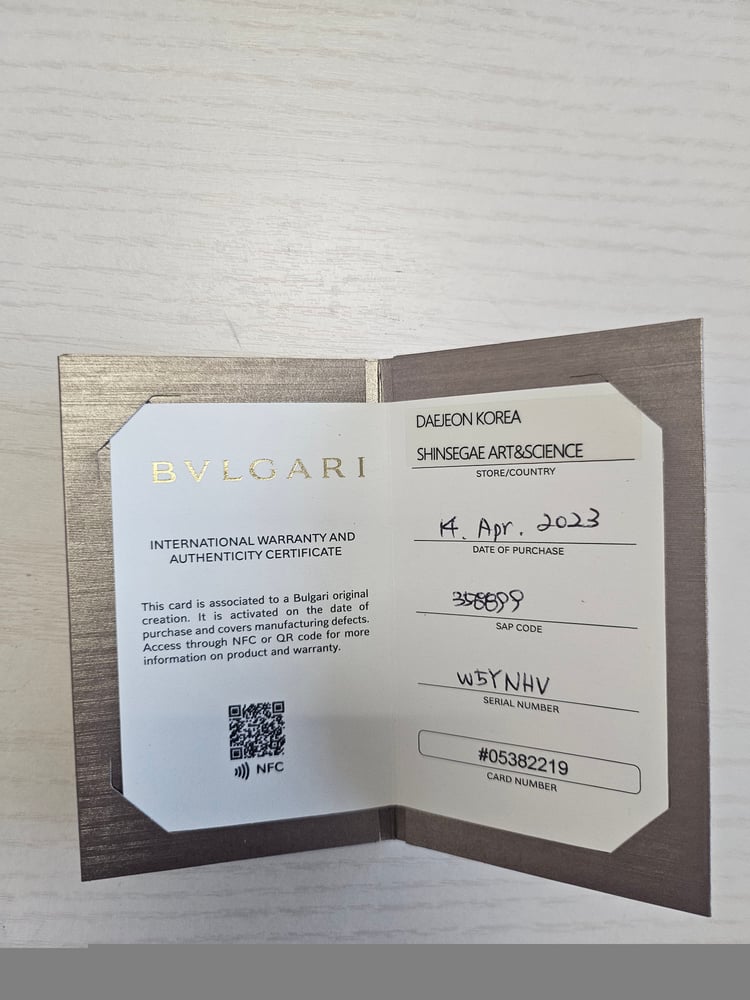 BVLGARI
INTERNATIONAL WARRANTY AND
AUTHENTICITY CERTIFICATE
This card is associated to a Bulgari original
creation. It is activated on the date of
purchase and covers manufacturing defects.
Access through NFC or QR code for more
information on product and warranty.
NFC
DAEJEON KOREA
SHINSEGAE ART&SCIENCE
STORE/COUNTRY
14. Apr. 2023
DATE OF PURCHASE
SAP CODE
W5YNHV
SERIAL NUMBER
#05382219
CARD NUMBER